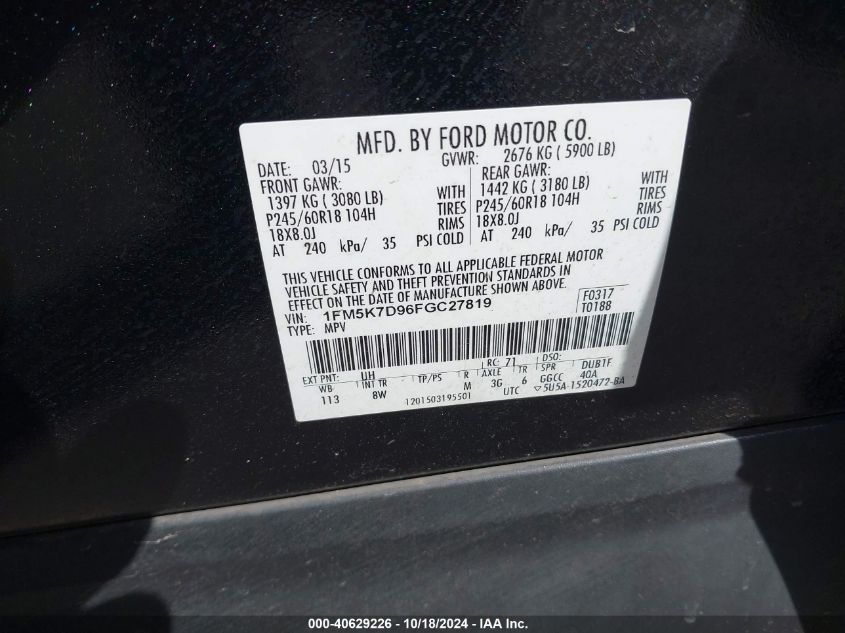 MFD. BY FORD MOTOR CO.
DATE: 03/15 GVWR: 2676 KG ( 5900 LB)
FRONT GAWR: REAR GAWR:
1397 KG ( 3080 LB) WITH 1442 KG ( 3180 LB) WITH
P245/60R18 104H TIRES P245/60R18 104H TIRES
18X8.0J RIMS 18X8.0J RIMS
AT 240 kPa/ 35 PSI COLD AT 240 kPa/ 35 PSI COLD
THIS VEHICLE CONFORMS TO ALL APPLICABLE FEDERAL MOTOR
VEHICLE SAFETY AND THEFT PREVENTION STANDARDS IN
EFFECT ON THE DATE OF MANUFACTURE SHOWN ABOVE.
VIN: 1FM5K7D96FGC27819 F0317
TYPE: MPV T0188
EXT PNT: UH RC: 71 DSO:
WB INT TR TP/PS R AXLE TR SPR DUB1F
113 8W M 3G 6 GGCC 40A
1201503195501 UTC 5U5A-1520472-BA
000-40629226 - 10/18/2024 - IAA Inc.